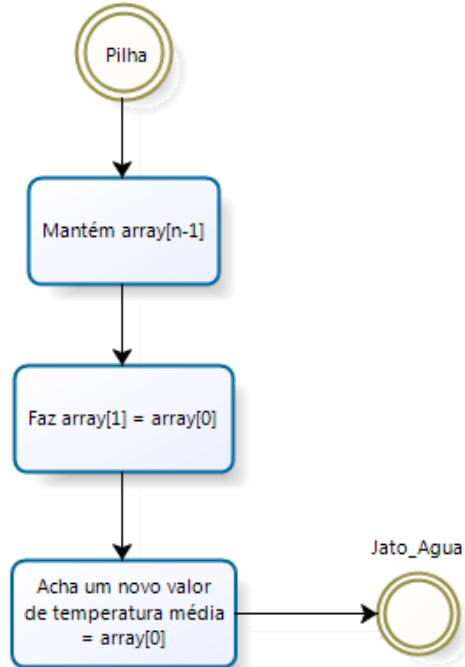 Pilha
Mantém array[n-1]
Faz array[1] = array[0]
Jato_Agua
Acha um novo valor
de temperatura média
= array[0]